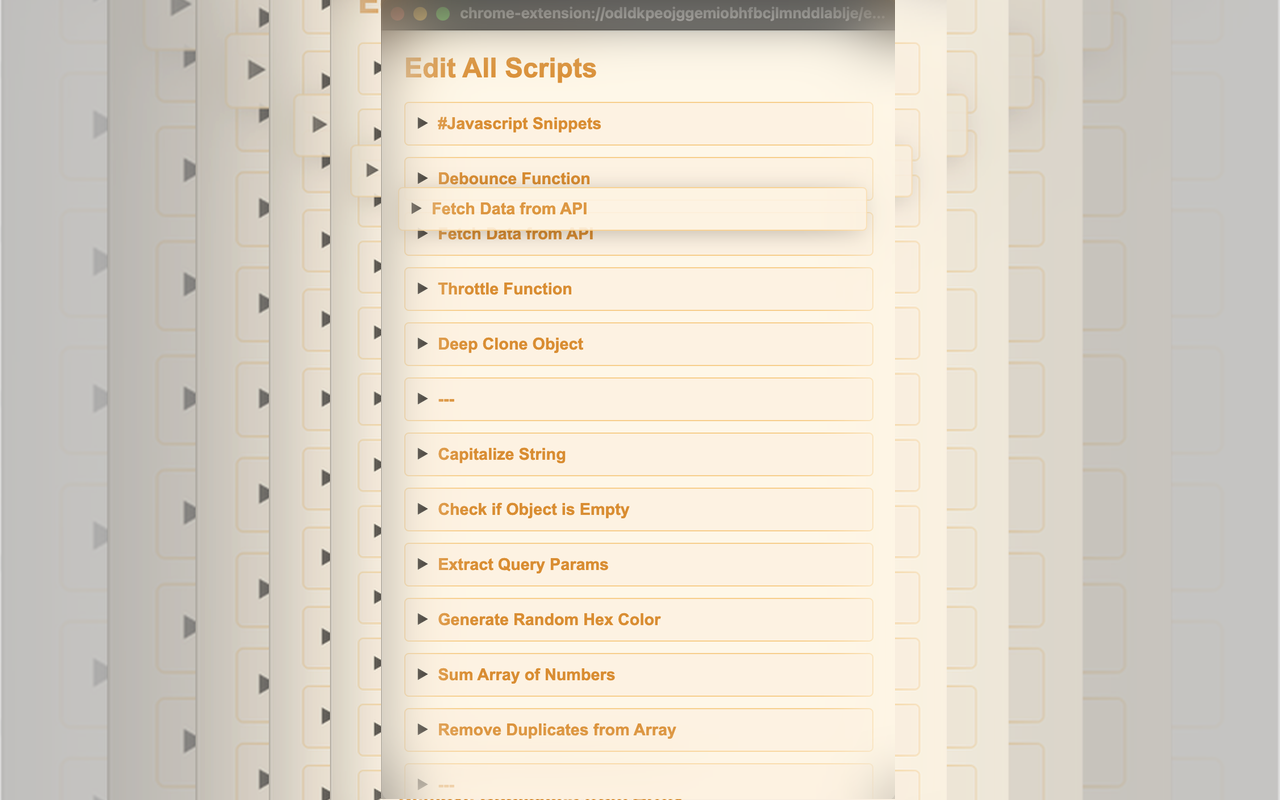 chrome-extension://odldkpeojggemiobhfbcjlmnddlablje/e...
Edit All Scripts
#Javascript Snippets
Debounce Function
Fetch Data from API
Fetch Data from API
Throttle Function
Deep Clone Object
---
Capitalize String
Check if Object is Empty
Extract Query Params
Generate Random Hex Color
Sum Array of Numbers
Remove Duplicates from Array
---